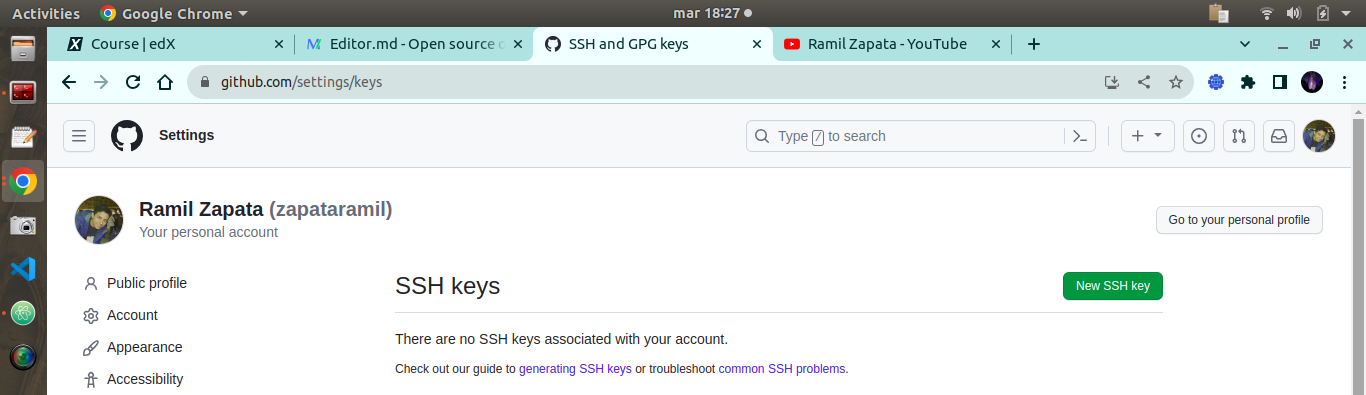 Activities Google Chrome mar 18:27
Course | edX Editor.md - Open source SSH and GPG keys Ramil Zapata - YouTube
github.com/settings/keys
Settings Type / to search
Ramil Zapata (zapataramil)
Your personal account
Go to your personal profile
Public profile
Account
Appearance
Accessibility
SSH keys New SSH key
There are no SSH keys associated with your account.
Check out our guide to generating SSH keys or troubleshoot common SSH problems.